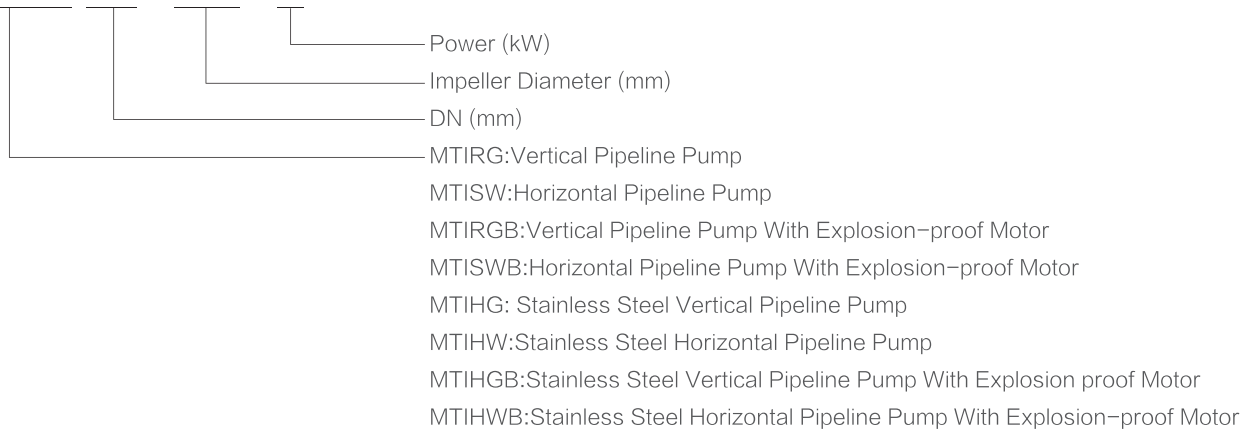 Power (kW)
Impeller Diameter (mm)
DN (mm)
MTIRG:Vertical Pipeline Pump
MTISW:Horizontal Pipeline Pump
MTIRGB:Vertical Pipeline Pump With Explosion-proof Motor
MTISWB:Horizontal Pipeline Pump With Explosion-proof Motor
MTIHG: Stainless Steel Vertical Pipeline Pump
MTIHW:Stainless Steel Horizontal Pipeline Pump
MTIHGB:Stainless Steel Vertical Pipeline Pump With Explosion proof Motor
MTIHWB:Stainless Steel Horizontal Pipeline Pump With Explosion-proof Motor